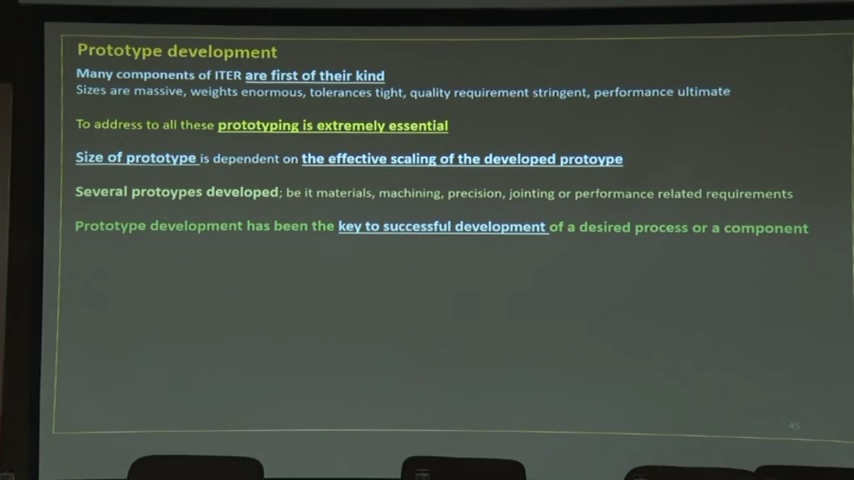 Prototype development
Many components of ITER are first of their kind
Sizes are massive, weights enormous, tolerances tight, quality requirement stringent, performance ultimate
To address to all these prototyping is extremely essential
Size of prototype is dependent on the effective scaling of the developed protoype
Several protoypes developed; be it materials, machining, precision, jointing or performance related requirements
Prototype development has been the key to successful development of a desired process or a component
45